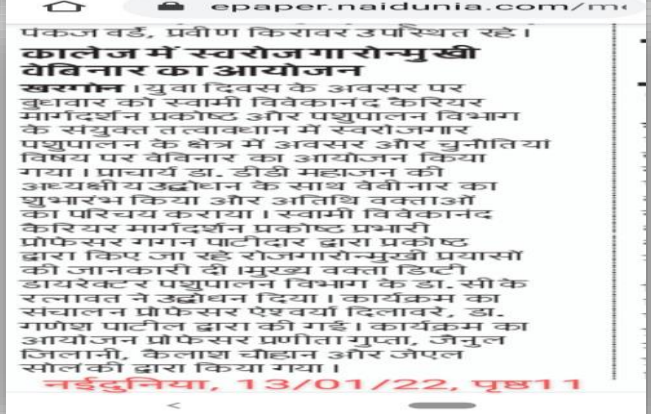 epaper.naidunia.com/m
पंकज वर्डे, प्रवीण किरावर उपस्थित रहे।
कालेज में स्वरोजगारोन्मुखी
वेबिनार का आयोजन
खरगोन। युवा दिवस के अवसर पर
बुधवार को स्वामी विवेकानंद कैरियर
मार्गदर्शन प्रकोष्ट और पशुपालन विभाग
के संयुक्त तत्वावधान में स्वरोजगार
पशुपालन के क्षेत्र में अवसर और चुनौतियां
विषय पर वेबिनार का आयोजन किया
गया। प्राचार्य डा. डीडी महाजन की
अध्यक्षीय उद्बोधन के साथ वेबीनार का
शुभारंभ किया और अतिथि वक्ताओं
का परिचय कराया। स्वामी विवेकानंद
कैरियर मार्गदर्शन प्रकोष्ट प्रभारी
प्रोफेसर गगन पाटीदार द्वारा प्रकोष्ट
द्वारा किए जा रहे रोजगारोन्मुखी प्रयासों
की जानकारी दी।मुख्य वक्ता डिप्टी
डायरेक्टर पशुपालन विभाग के डा. सीके
रत्नावत ने उद्बोधन दिया। कार्यक्रम का
संचालन प्रोफेसर ऐश्वर्या दिलावरे, डा.
गणेश पाटील द्वारा की गई। कार्यक्रम का
आयोजन प्रोफेसर प्रणीता गुप्ता, जैनुल
जिलानी, कैलाश चौहान और जेएल
सोलंकी द्वारा किया गया।
नईदुनिया, 13/01/22, पृष्ठ11